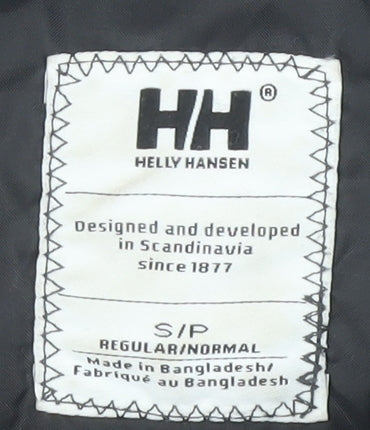 HH®
HELLY HANSEN
Designed and developed
in Scandinavia
since 1877
S/P
REGULAR/NORMAL
Made in Bangladesh/
Fabriqué au Bangladesh